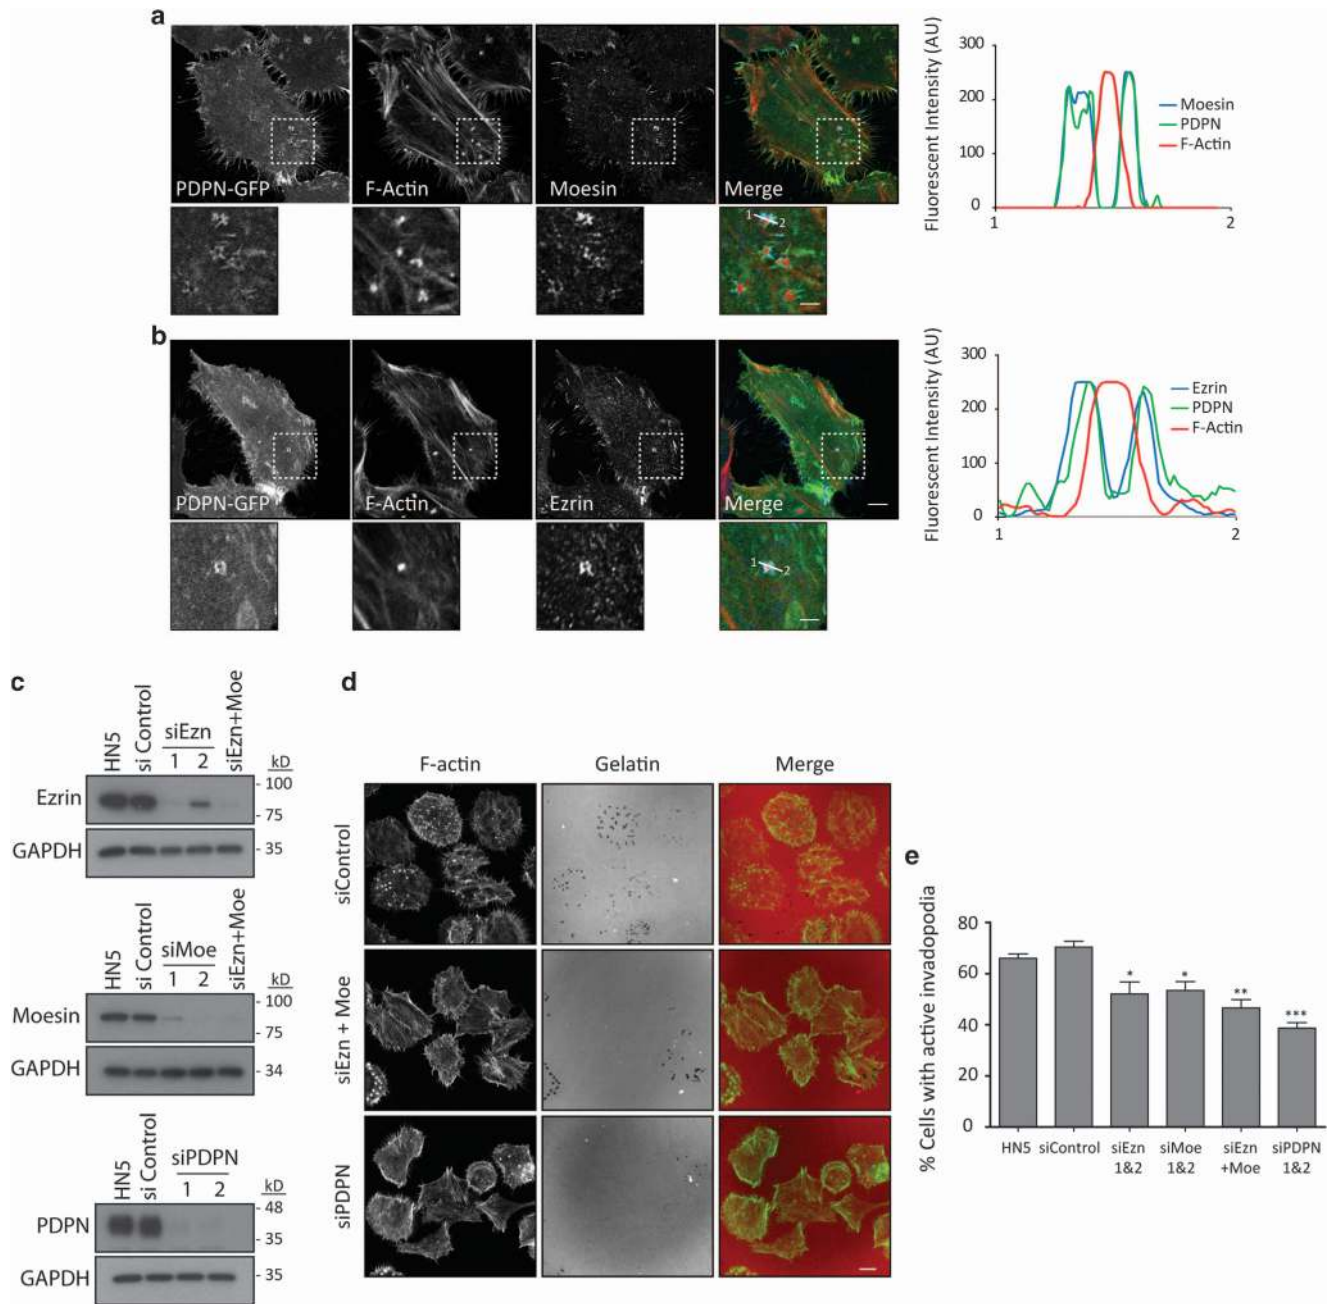 a
PDPN-GFP
F-Actin
Moesin
Merge
1
2
Fluorescent Intensity (AU)
300
200
100
0
1
2
Moesin
PDPN
F-Actin
b
PDPN-GFP
F-Actin
Ezrin
Merge
1
2
Fluorescent Intensity (AU)
300
200
100
0
1
2
Ezrin
PDPN
F-Actin
c
HN5
si Control
siEzn
1 2
siEzn+Moe
kD
Ezrin
- 100
- 75
GAPDH
- 35
HN5
si Control
siMoe
1 2
siEzn+Moe
kD
Moesin
- 100
- 75
GAPDH
- 34
HN5
si Control
siPDPN
1 2
kD
PDPN
- 48
- 35
GAPDH
- 35
d
F-actin Gelatin Merge
siControl
siEzn + Moe
siPDPN
e
% Cells with active invadopodia
80
60
40
20
0
* * ** ***
HN5 siControl siEzn siMoe siEzn siPDPN
1&2 1&2 +Moe 1&2